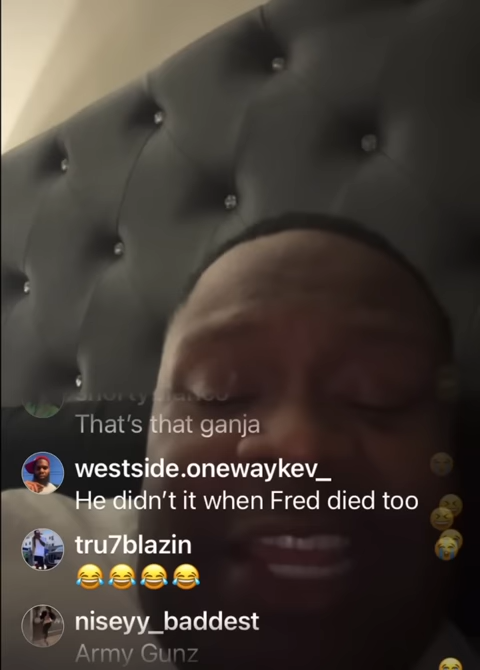 That's that ganja
westside.onewaykev_
He didn't it when Fred died too
tru7blazin
😂😂😂😂
niseyy_baddest
Army Gunz